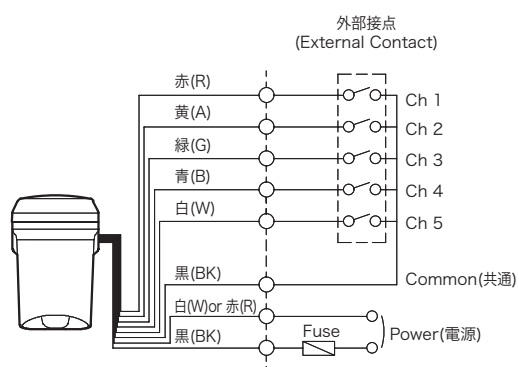 外部接点
(External Contact)
赤(R)
Ch 1
黄(A)
Ch 2
緑(G)
Ch 3
青(B)
Ch 4
白(W)
Ch 5
黒(BK)
Common(共通)
白(W)or 赤(R)
Fuse
Power(電源)
黒(BK)